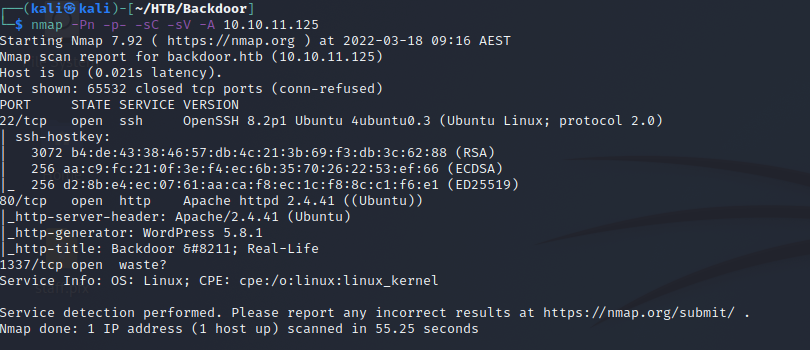 ┌──(kali㉿kali)-[~/HTB/Backdoor]
└─$ nmap -Pn -p- -sC -sV -A 10.10.11.125
Starting Nmap 7.92 ( https://nmap.org ) at 2022-03-18 09:16 AEST
Nmap scan report for backdoor.htb (10.10.11.125)
Host is up (0.021s latency).
Not shown: 65532 closed tcp ports (conn-refused)
PORT     STATE SERVICE VERSION
22/tcp   open  ssh     OpenSSH 8.2p1 Ubuntu 4ubuntu0.3 (Ubuntu Linux; protocol 2.0)
| ssh-hostkey:
|   3072 b4:de:43:38:46:57:db:4c:21:3b:69:f3:db:3c:62:88 (RSA)
|   256 aa:c9:fc:21:0f:3e:f4:ec:6b:35:70:26:22:53:ef:66 (ECDSA)
|_  256 d2:8b:e4:ec:07:61:aa:ca:f8:ec:1c:f8:8c:c1:f6:e1 (ED25519)
80/tcp   open  http    Apache httpd 2.4.41 ((Ubuntu))
|_http-server-header: Apache/2.4.41 (Ubuntu)
|_http-generator: WordPress 5.8.1
|_http-title: Backdoor &#8211; Real-Life
1337/tcp open  waste?
Service Info: OS: Linux; CPE: cpe:/o:linux:linux_kernel

Service detection performed. Please report any incorrect results at https://nmap.org/submit/ .
Nmap done: 1 IP address (1 host up) scanned in 55.25 seconds